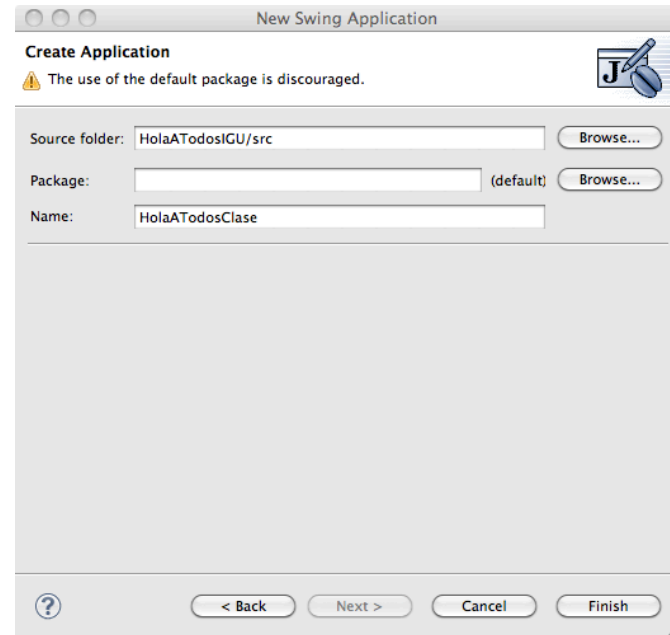 New Swing Application
Create Application
The use of the default package is discouraged.
J
Source folder: HolaATodosIGU/src Browse...
Package: (default) Browse...
Name: HolaATodosClase
? < Back Next > Cancel Finish